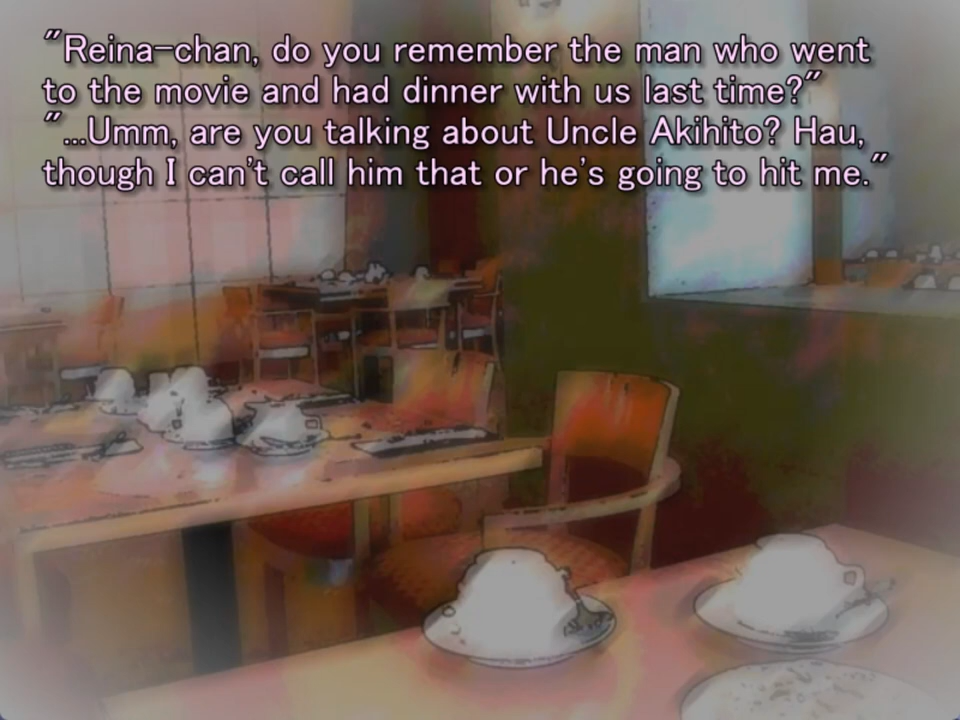 "Reina-chan, do you remember the man who went
to the movie and had dinner with us last time?"
"...Umm, are you talking about Uncle Akihito? Hau,
though I can't call him that or he's going to hit me."